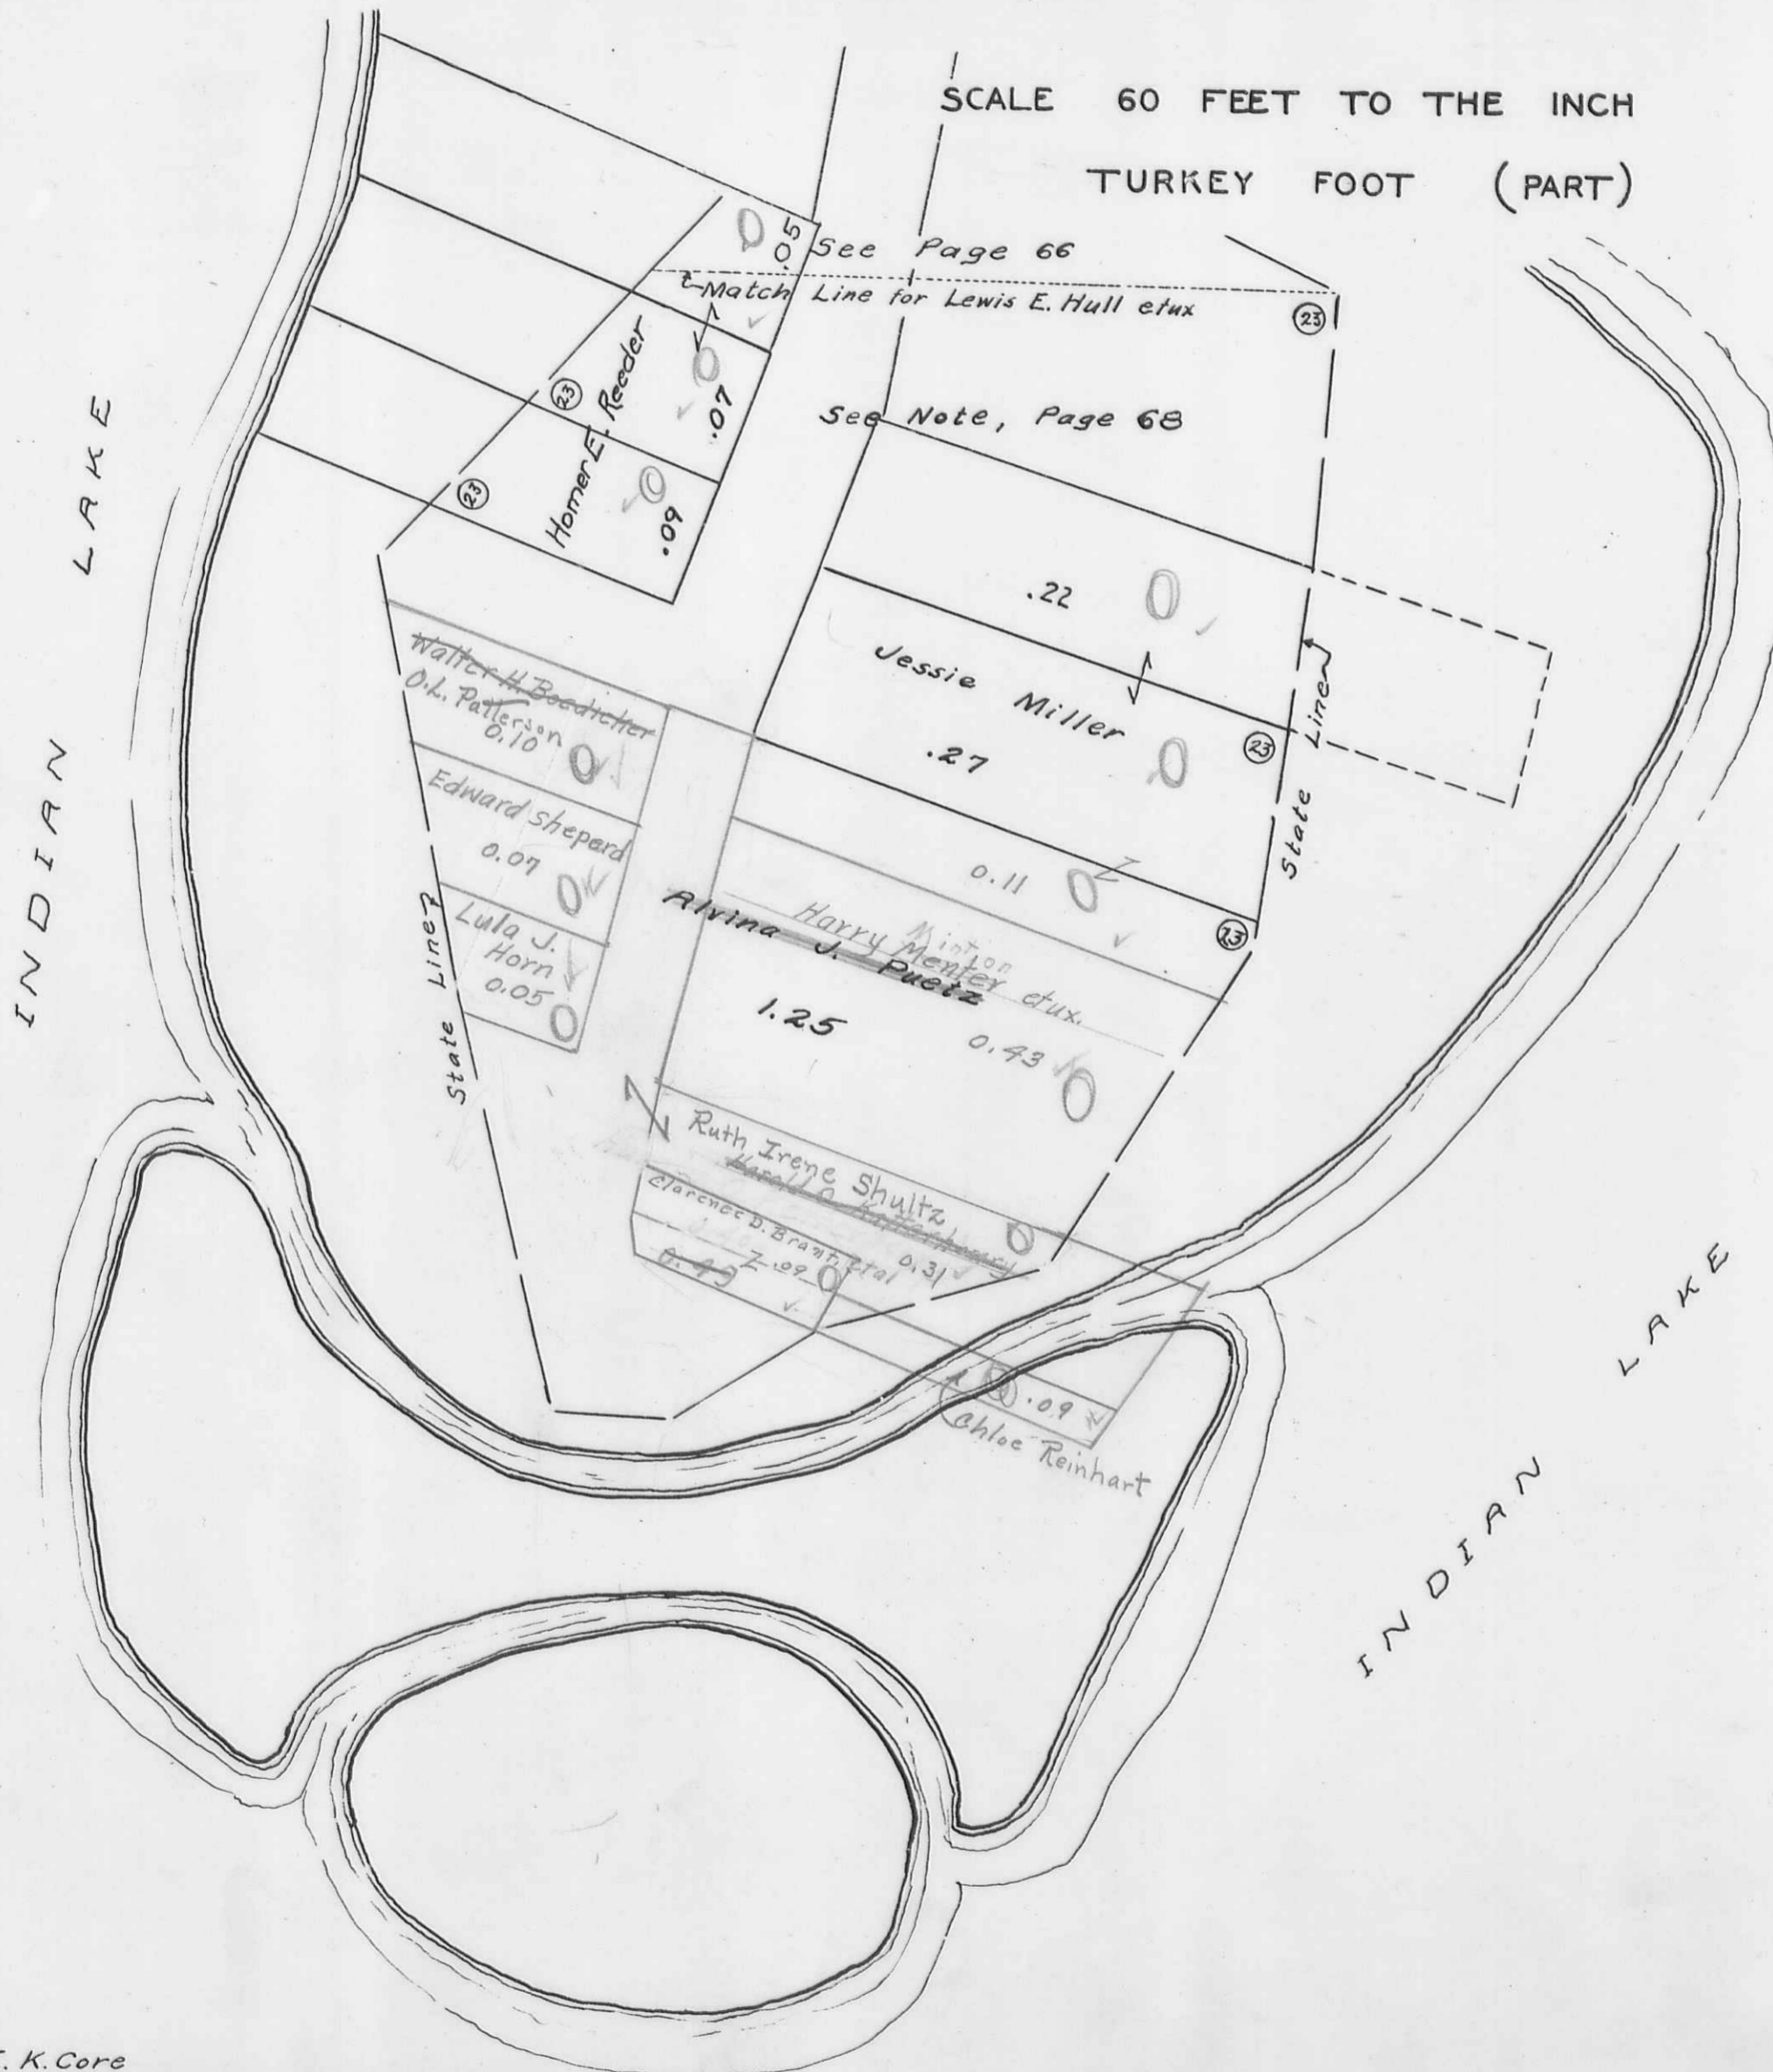 SCALE 60 FEET TO THE INCH
TURKEY FOOT (PART)
.05
See Page 66
Match Line for Lewis E. Hull etux
23
23
Homer E. Reeder
.07
See Note, Page 68
23
.09
LAKE
INDIAN
.22
Jessie Miller
.27
23
State Line
Walter H.
O.L. Patterson
0.10
Edward Shepard
0.07
Lula J.
Horn
0.05
State Line
0.11
Z
23
Minton
Harry Menter etux.
Alvina J. Puetz
1.25
0.43
Z
Ruth Irene Shultz,
Harold O.
0.31
Clarence D. Brant, etal
Z .09
0.49
.09
Chloe Reinhart
LAKE
INDIAN
K. Core